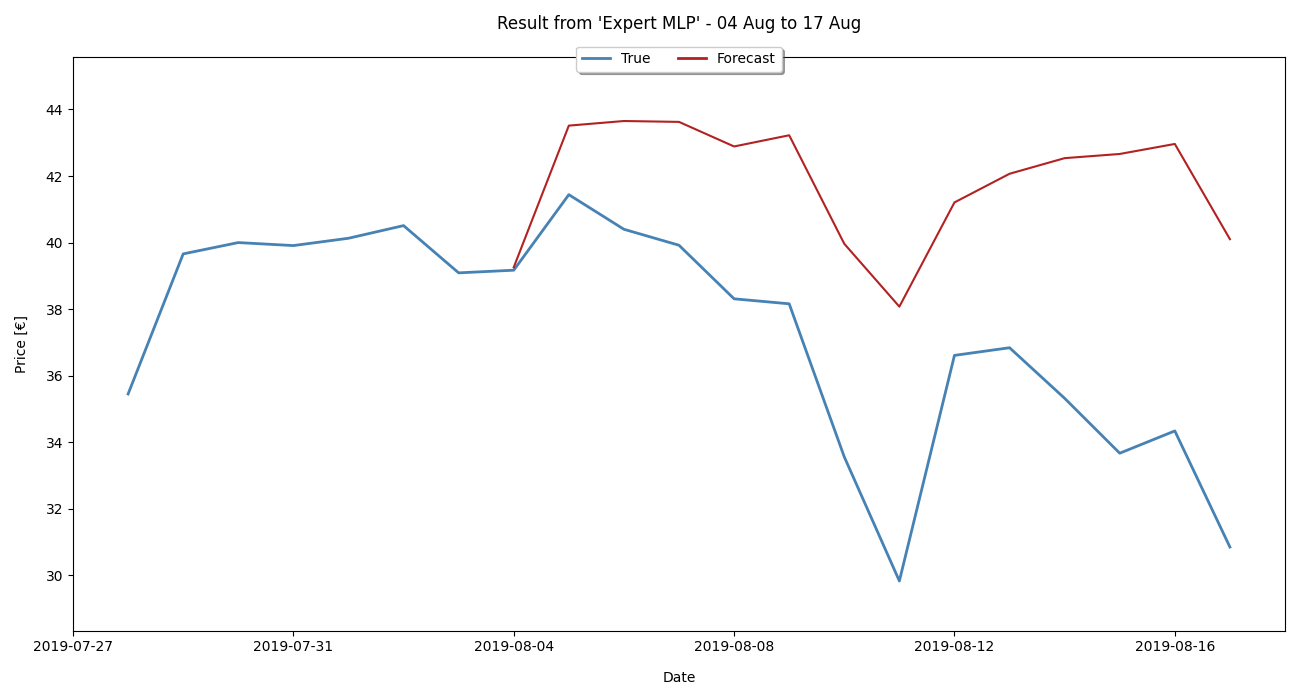 Result from 'Expert MLP' - 04 Aug to 17 Aug
True Forecast
44
42
40
38
36
34
32
30
Price [€]
2019-07-27 2019-07-31 2019-08-04 2019-08-08 2019-08-12 2019-08-16
Date